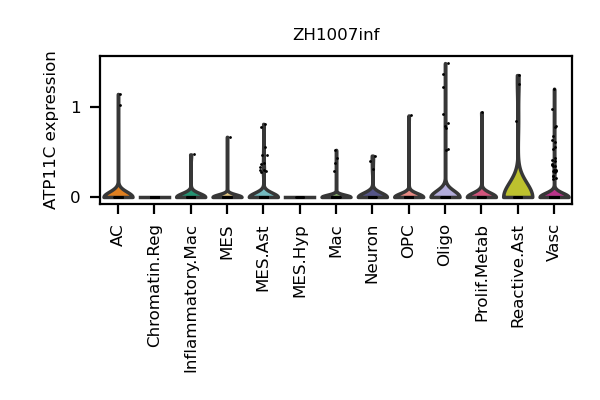 ZH1007inf
ATP11C expression
1
0
AC
Chromatin.Reg
Inflammatory.Mac
MES
MES.Ast
MES.Hyp
Mac
Neuron
OPC
Oligo
Prolif.Metab
Reactive.Ast
Vasc